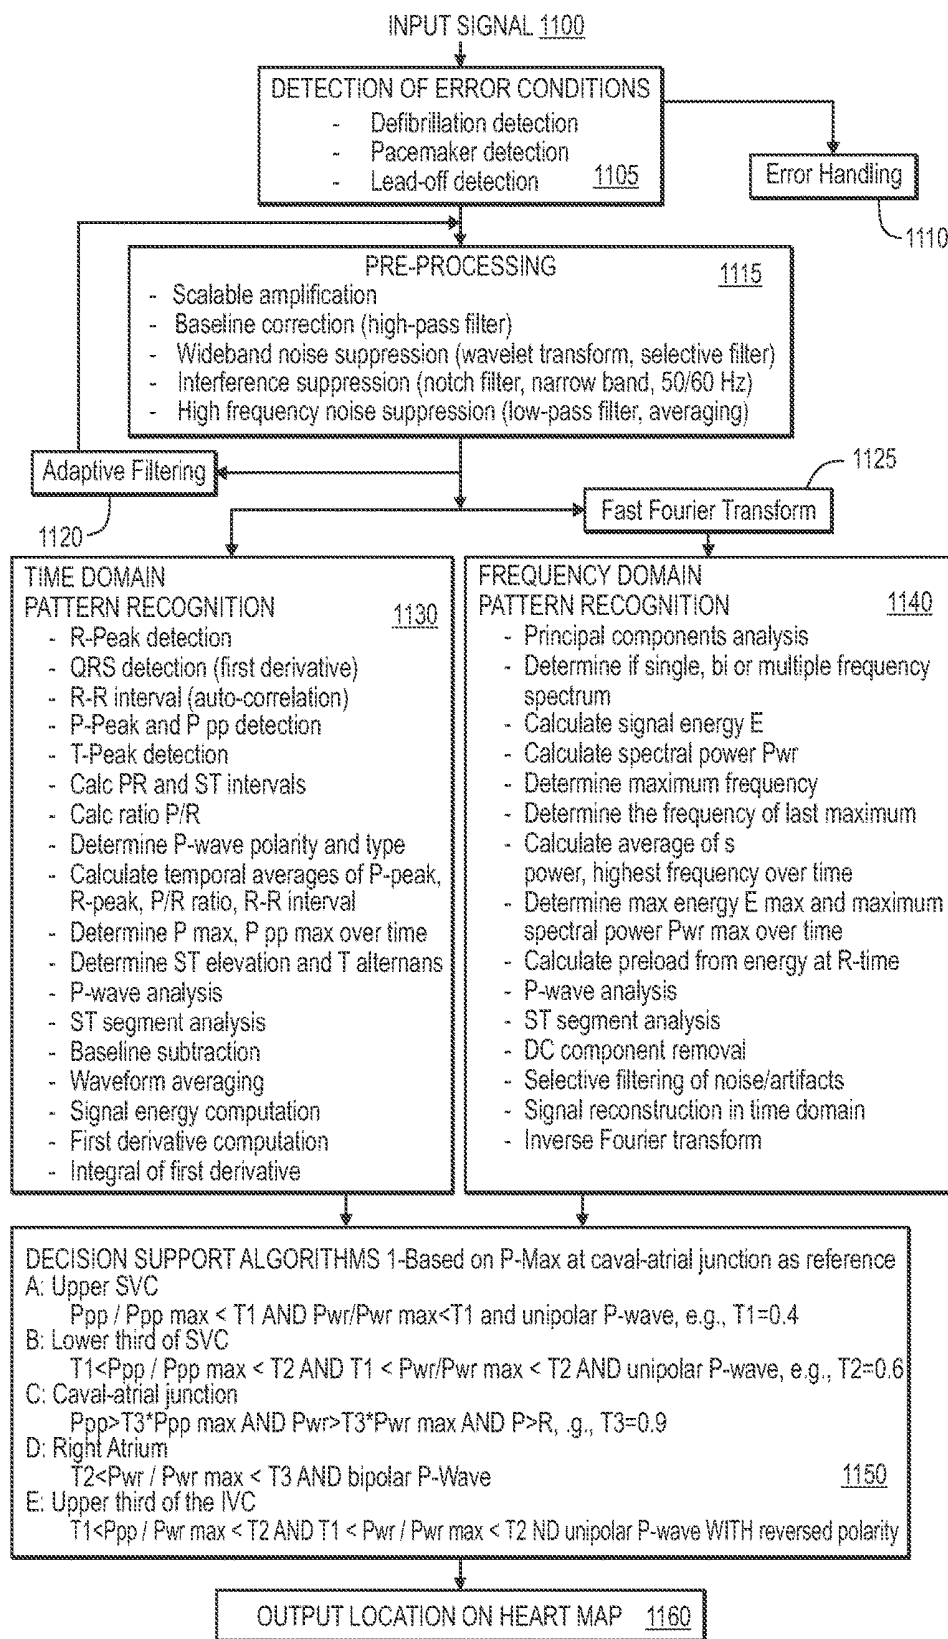 INPUT SIGNAL 1100
DETECTION OF ERROR CONDITIONS
- Defibrillation detection
- Pacemaker detection
- Lead-off detection 1105
Error Handling
1110
PRE-PROCESSING 1115
- Scalable amplification
- Baseline correction (high-pass filter)
- Wideband noise suppression (wavelet transform, selective filter)
- Interference suppression (notch filter, narrow band, 50/60 Hz)
- High frequency noise suppression (low-pass filter, averaging)
Adaptive Filtering
1120
1125
Fast Fourier Transform
TIME DOMAIN
PATTERN RECOGNITION 1130
- R-Peak detection
- QRS detection (first derivative)
- R-R interval (auto-correlation)
- P-Peak and P pp detection
- T-Peak detection
- Calc PR and ST intervals
- Calc ratio P/R
- Determine P-wave polarity and type
- Calculate temporal averages of P-peak,
R-peak, P/R ratio, R-R interval
- Determine P max, P pp max over time
- Determine ST elevation and T alternans
- P-wave analysis
- ST segment analysis
- Baseline subtraction
- Waveform averaging
- Signal energy computation
- First derivative computation
- Integral of first derivative
FREQUENCY DOMAIN
PATTERN RECOGNITION 1140
- Principal components analysis
- Determine if single, bi or multiple frequency
spectrum
- Calculate signal energy E
- Calculate spectral power Pwr
- Determine maximum frequency
- Determine the frequency of last maximum
- Calculate average of s
power, highest frequency over time
- Determine max energy E max and maximum
spectral power Pwr max over time
- Calculate preload from energy at R-time
- P-wave analysis
- ST segment analysis
- DC component removal
- Selective filtering of noise/artifacts
- Signal reconstruction in time domain
- Inverse Fourier transform
DECISION SUPPORT ALGORITHMS 1-Based on P-Max at caval-atrial junction as reference
A: Upper SVC
Ppp / Ppp max < T1 AND Pwr/Pwr max<T1 and unipolar P-wave, e.g., T1=0.4
B: Lower third of SVC
T1<Ppp / Ppp max < T2 AND T1 < Pwr/Pwr max < T2 AND unipolar P-wave, e.g., T2=0.6
C: Caval-atrial junction
Ppp>T3*Ppp max AND Pwr>T3*Pwr max AND P>R, .g., T3=0.9
D: Right Atrium
T2<Pwr / Pwr max < T3 AND bipolar P-Wave 1150
E: Upper third of the IVC
T1<Ppp / Pwr max < T2 AND T1 < Pwr / Pwr max < T2 ND unipolar P-wave WITH reversed polarity
OUTPUT LOCATION ON HEART MAP 1160